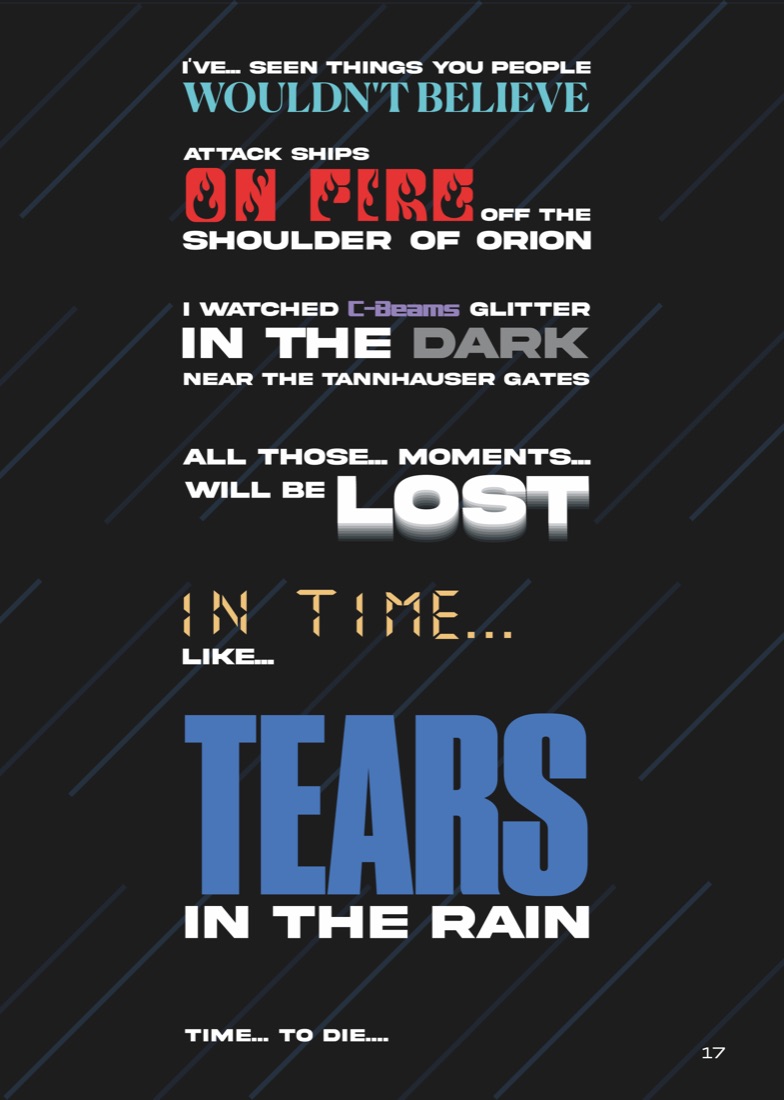 I'VE... SEEN THINGS YOU PEOPLE
WOULDN'T BELIEVE
ATTACK SHIPS
ON FIRE OFF THE
SHOULDER OF ORION
I WATCHED C-Beams GLITTER
IN THE DARK
NEAR THE TANNHAUSER GATES
ALL THOSE... MOMENTS...
WILL BE LOST
IN TIME...
LIKE...
TEARS
IN THE RAIN
TIME... TO DIE....
17